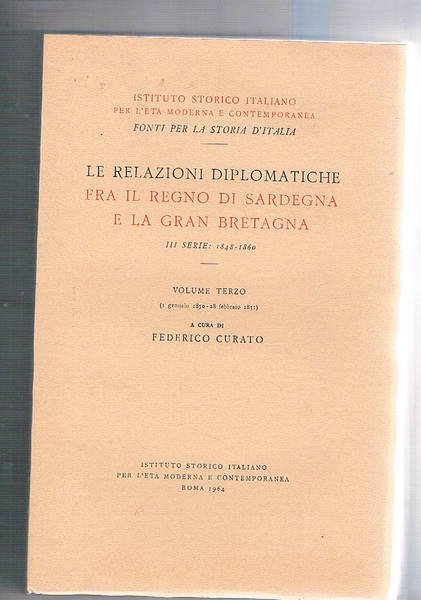 ISTITUTO STORICO ITALIANO
PER L'ETA MODERNA E CONTEMPORANEA
FONTI PER LA STORIA D'ITALIA
LE RELAZIONI DIPLOMATICHE
FRA IL REGNO DI SARDEGNA
E LA GRAN BRETAGNA
III SERIE: 1848-1860
VOLUME TERZO
(1 gennaio 1850-28 febbraio 1851)
A CURA DI
FEDERICO CURATO
ISTITUTO STORICO ITALIANO
PER L'ETA MODERNA E CONTEMPORANEA
ROMA 1964